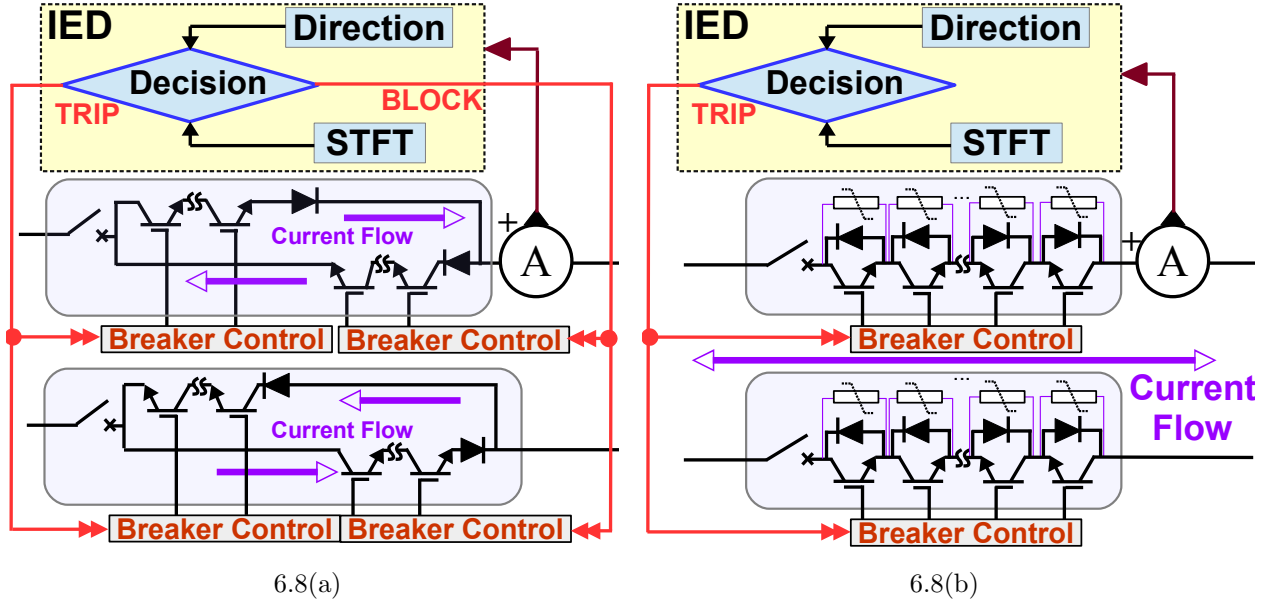 IED
Direction
Decision
TRIP
BLOCK
STFT
Current Flow
+
A
Breaker Control
Breaker Control
Current Flow
Breaker Control
Breaker Control
6.8(a)
IED
Direction
Decision
TRIP
STFT
...
+
A
Breaker Control
Current
Flow
...
Breaker Control
6.8(b)